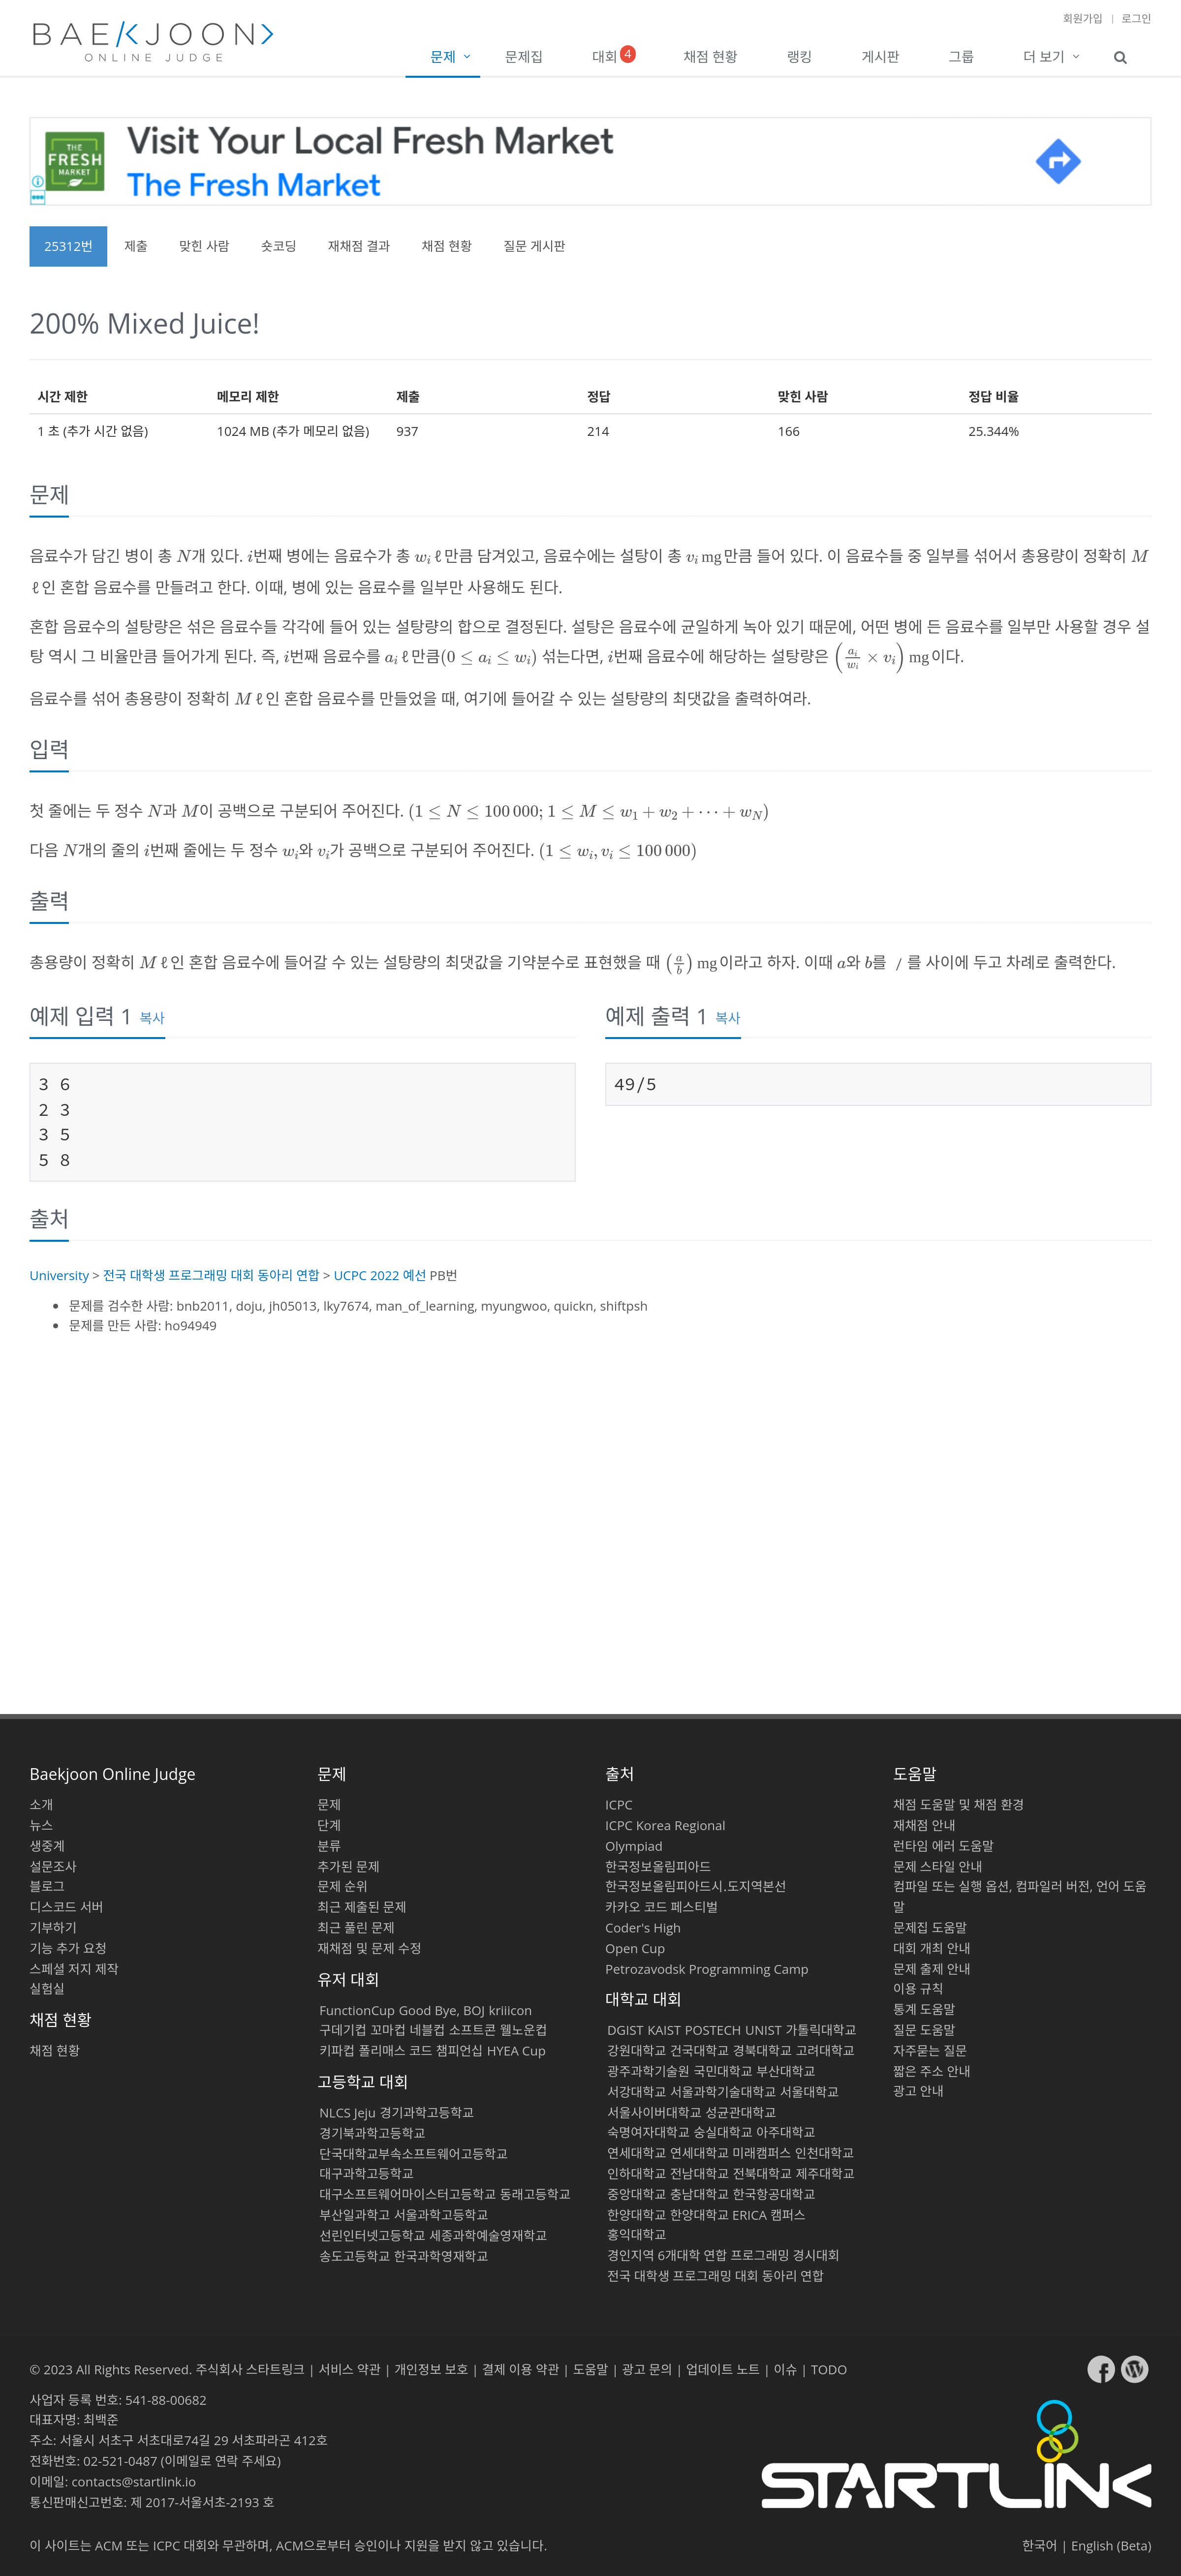 회원가입 | 로그인
BAEKJOON>
ONLINE JUDGE
문제 문제집 대회 4 채점 현황 랭킹 게시판 그룹 더 보기
THE FRESH MARKET
Visit Your Local Fresh Market
The Fresh Market
25312번 제출 맞힌 사람 숏코딩 재채점 결과 채점 현황 질문 게시판
200% Mixed Juice!
시간 제한 메모리 제한 제출 정답 맞힌 사람 정답 비율
1 초 (추가 시간 없음) 1024 MB (추가 메모리 없음) 937 214 166 25.344%
문제
음료수가 담긴 병이 총 N개 있다. i번째 병에는 음료수가 총 w_i ℓ만큼 담겨있고, 음료수에는 설탕이 총 v_i mg만큼 들어 있다. 이 음료수들 중 일부를 섞어서 총용량이 정확히 M
ℓ인 혼합 음료수를 만들려고 한다. 이때, 병에 있는 음료수를 일부만 사용해도 된다.
혼합 음료수의 설탕량은 섞은 음료수들 각각에 들어 있는 설탕량의 합으로 결정된다. 설탕은 음료수에 균일하게 녹아 있기 때문에, 어떤 병에 든 음료수를 일부만 사용할 경우 설
탕 역시 그 비율만큼 들어가게 된다. 즉, i번째 음료수를 a_i ℓ만큼(0 ≤ a_i ≤ w_i) 섞는다면, i번째 음료수에 해당하는 설탕량은 (a_i/w_i × v_i) mg이다.
음료수를 섞어 총용량이 정확히 M ℓ인 혼합 음료수를 만들었을 때, 여기에 들어갈 수 있는 설탕량의 최댓값을 출력하여라.
입력
첫 줄에는 두 정수 N과 M이 공백으로 구분되어 주어진다. (1 ≤ N ≤ 100 000; 1 ≤ M ≤ w_1 + w_2 + ⋯ + w_N)
다음 N개의 줄의 i번째 줄에는 두 정수 w_i와 v_i가 공백으로 구분되어 주어진다. (1 ≤ w_i, v_i ≤ 100 000)
출력
총용량이 정확히 M ℓ인 혼합 음료수에 들어갈 수 있는 설탕량의 최댓값을 기약분수로 표현했을 때 (a/b) mg이라고 하자. 이때 a와 b를 / 를 사이에 두고 차례로 출력한다.
예제 입력 1 복사
3 6
2 3
3 5
5 8
예제 출력 1 복사
49/5
출처
University > 전국 대학생 프로그래밍 대회 동아리 연합 > UCPC 2022 예선 PB번
문제를 검수한 사람: bnb2011, doju, jh05013, lky7674, man_of_learning, myungwoo, quickn, shiftpsh
문제를 만든 사람: ho94949
Baekjoon Online Judge
소개
뉴스
생중계
설문조사
블로그
디스코드 서버
기부하기
기능 추가 요청
스페셜 저지 제작
실험실
채점 현황
채점 현황
문제
문제
단계
분류
추가된 문제
문제 순위
최근 제출된 문제
최근 풀린 문제
재채점 및 문제 수정
유저 대회
FunctionCup Good Bye, BOJ kriiicon
구데기컵 꼬마컵 네블컵 소프트콘 웰노운컵
키파컵 폴리매스 코드 챔피언십 HYEA Cup
고등학교 대회
NLCS Jeju 경기과학고등학교
경기북과학고등학교
단국대학교부속소프트웨어고등학교
대구과학고등학교
대구소프트웨어마이스터고등학교 동래고등학교
부산일과학고 서울과학고등학교
선린인터넷고등학교 세종과학예술영재학교
송도고등학교 한국과학영재학교
출처
ICPC
ICPC Korea Regional
Olympiad
한국정보올림피아드
한국정보올림피아드시.도지역본선
카카오 코드 페스티벌
Coder's High
Open Cup
Petrozavodsk Programming Camp
대학교 대회
DGIST KAIST POSTECH UNIST 가톨릭대학교
강원대학교 건국대학교 경북대학교 고려대학교
광주과학기술원 국민대학교 부산대학교
서강대학교 서울과학기술대학교 서울대학교
서울사이버대학교 성균관대학교
숙명여자대학교 숭실대학교 아주대학교
연세대학교 연세대학교 미래캠퍼스 인천대학교
인하대학교 전남대학교 전북대학교 제주대학교
중앙대학교 충남대학교 한국항공대학교
한양대학교 한양대학교 ERICA 캠퍼스
홍익대학교
경인지역 6개대학 연합 프로그래밍 경시대회
전국 대학생 프로그래밍 대회 동아리 연합
도움말
채점 도움말 및 채점 환경
재채점 안내
런타임 에러 도움말
문제 스타일 안내
컴파일 또는 실행 옵션, 컴파일러 버전, 언어 도움
말
문제집 도움말
대회 개최 안내
문제 출제 안내
이용 규칙
통계 도움말
질문 도움말
자주묻는 질문
짧은 주소 안내
광고 안내
© 2023 All Rights Reserved. 주식회사 스타트링크 | 서비스 약관 | 개인정보 보호 | 결제 이용 약관 | 도움말 | 광고 문의 | 업데이트 노트 | 이슈 | TODO
사업자 등록 번호: 541-88-00682
대표자명: 최백준
주소: 서울시 서초구 서초대로74길 29 서초파라곤 412호
전화번호: 02-521-0487 (이메일로 연락 주세요)
이메일: contacts@startlink.io
통신판매신고번호: 제 2017-서울서초-2193 호
STARTLINK
이 사이트는 ACM 또는 ICPC 대회와 무관하며, ACM으로부터 승인이나 지원을 받지 않고 있습니다.
한국어 | English (Beta)